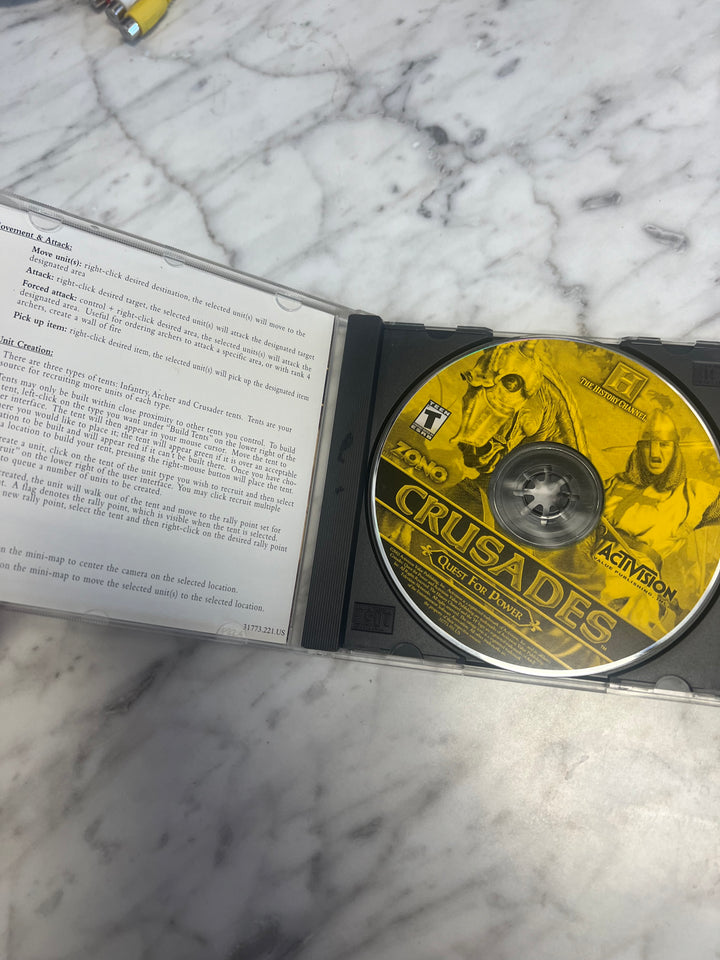 ovement & Attack:
Move unit(s): right-click desired destination, the selected unit(s) will move to the
designated area
Attack: right-click desired target, the selected unit(s) will attack the designated target
Forced attack: control + right-click desired area, the selected unit(s) will attack the
designated area. Useful for ordering archers to attack a specific area, or with rank 4
archers, create a wall of fire
Pick up item: right-click desired item, the selected unit(s) will pick up the designated item
nit Creation:
There are three types of tents: Infantry, Archer and Crusader tents. Tents are your
source for recruiting more units of each type.
ents may only be built within close proximity to other tents you control. To build
tent, left-click on the type you want under "Build Tents" on the lower right of the
er interface. The tent will then appear in your mouse cursor. Move the tent to
here you would like to place it; the tent will appear green if it is over an acceptable
ation to be built and will appear red if it can't be built there. Once you have cho-
a location to build your tent, pressing the right-mouse button will place the tent.
reate a unit, click on the tent of the unit type you wish to recruit and then select
ruit" on the lower right of the user interface. You may click recruit multiple
to queue a number of units to be created.
reated, the unit will walk out of the tent and move to the rally point set for
t. A flag denotes the rally point, which is visible when the tent is selected.
new rally point, select the tent and then right-click on the desired rally point
n the mini-map to center the camera on the selected location.
on the mini-map to move the selected unit(s) to the selected location.
31773.221.US
H
THE HISTORY CHANNEL
TEEN
T
ESRB
ZONO
CRUSADES
QUEST FOR POWER
™
ACTIVISION
VALUE PUBLISHING, INC.